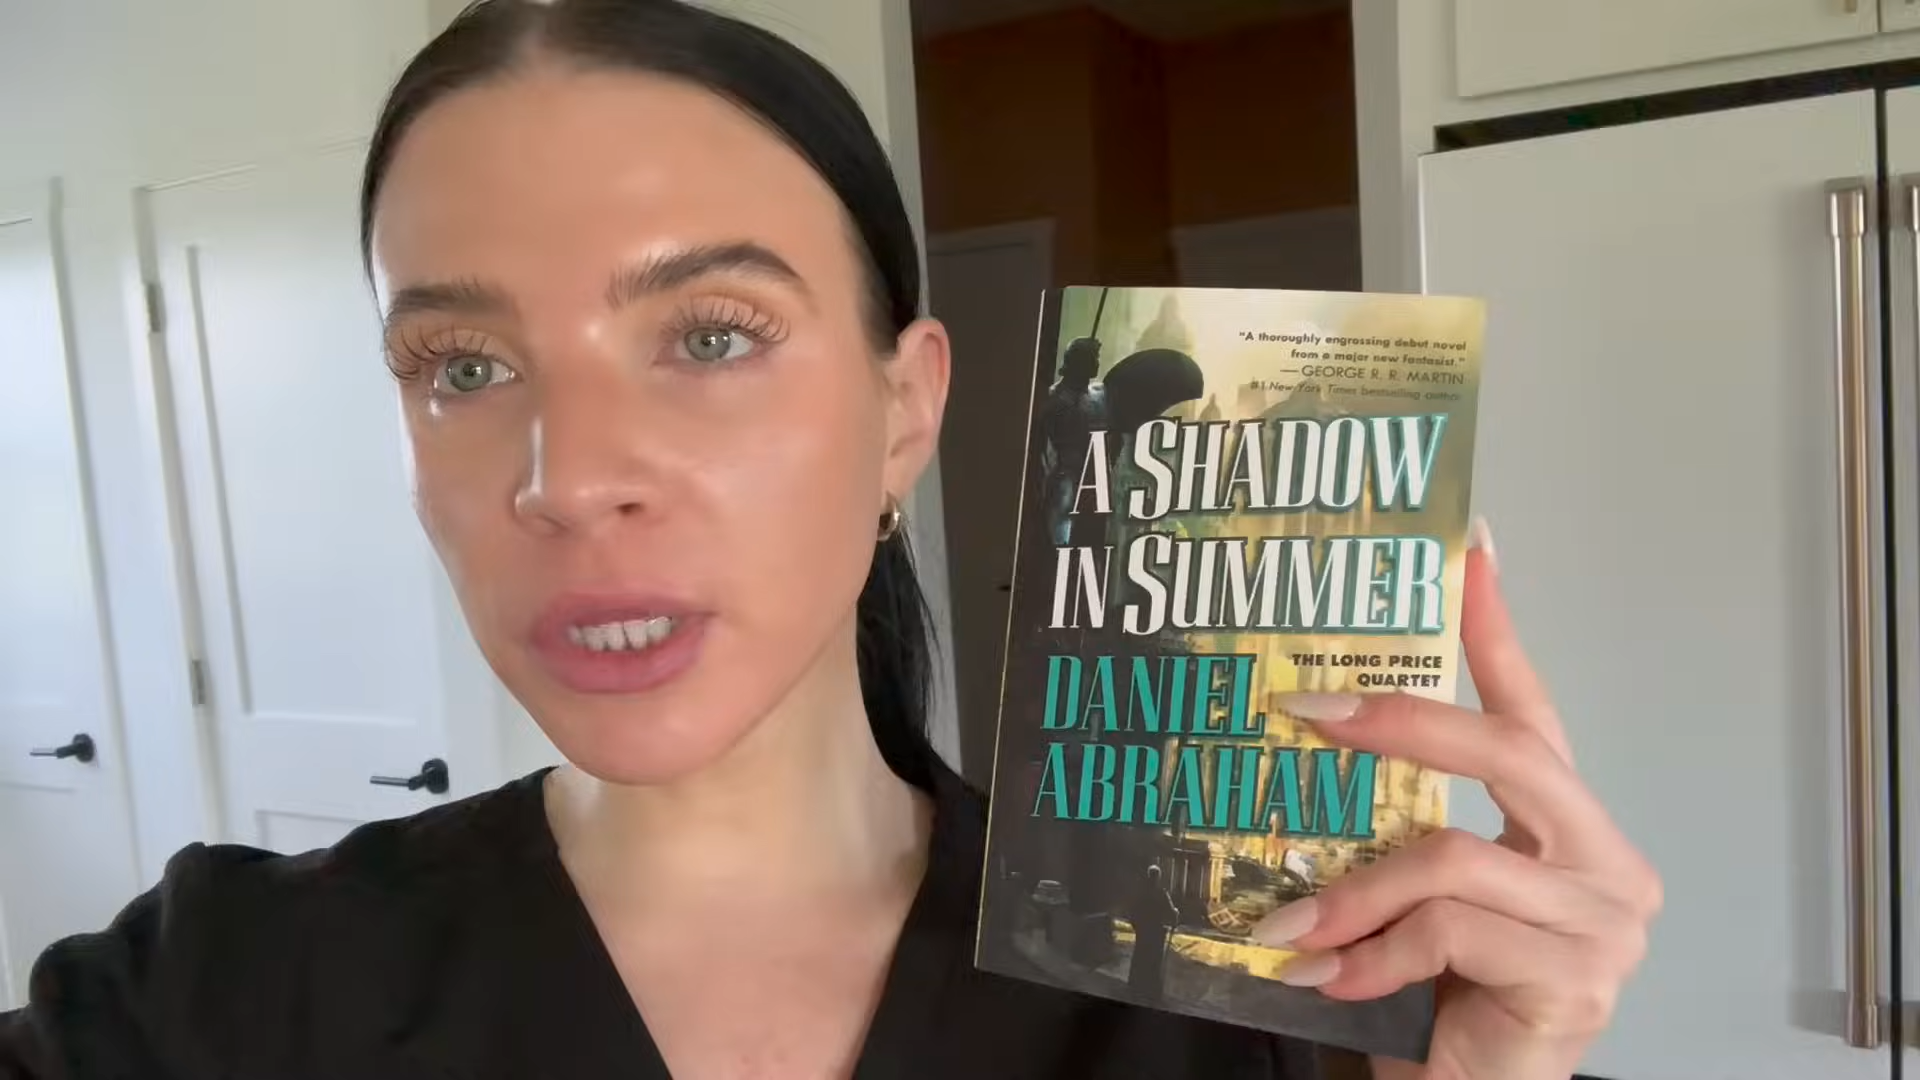 "A thoroughly engrossing debut novel
from a major new fantasist."
—GEORGE R. R. MARTIN
#1 New York Times bestselling author
A SHADOW
IN SUMMER
THE LONG PRICE
QUARTET
DANIEL
ABRAHAM